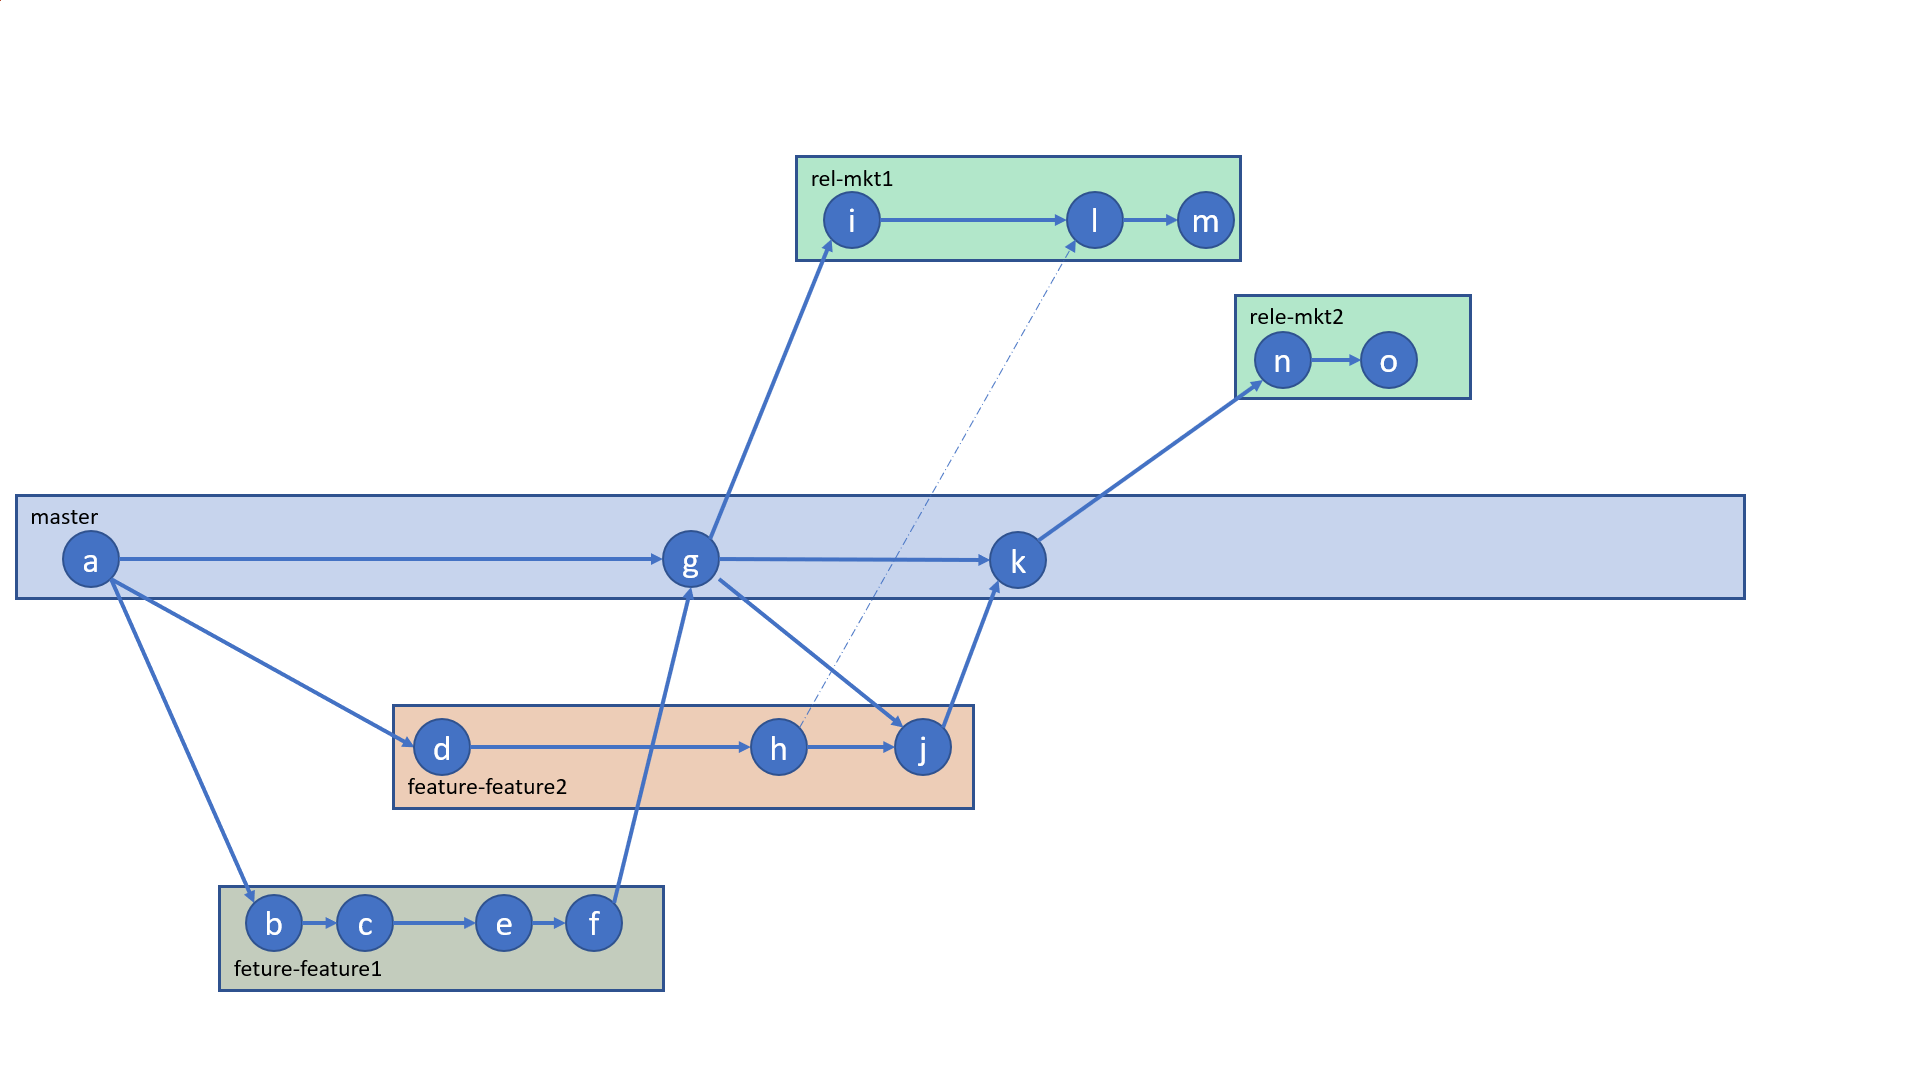 rel-mkt1
i
l
m
rele-mkt2
n
o
master
a
g
k
d
h
j
feature-feature2
b
c
e
f
feture-feature1